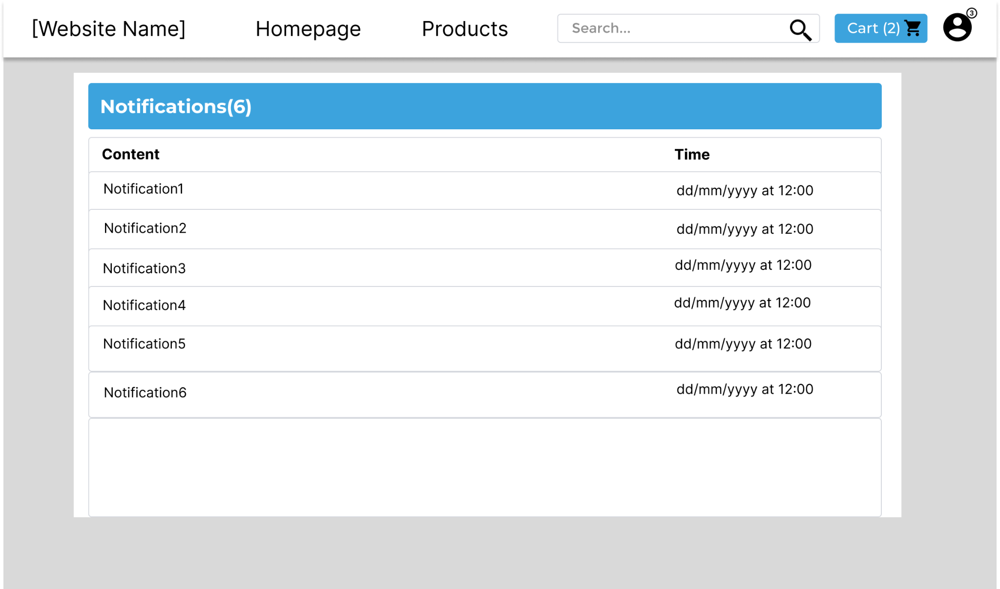 [Website Name] Homepage Products Search... Cart (2) 3
Notifications(6)
Content Time
Notification1 dd/mm/yyyy at 12:00
Notification2 dd/mm/yyyy at 12:00
Notification3 dd/mm/yyyy at 12:00
Notification4 dd/mm/yyyy at 12:00
Notification5 dd/mm/yyyy at 12:00
Notification6 dd/mm/yyyy at 12:00